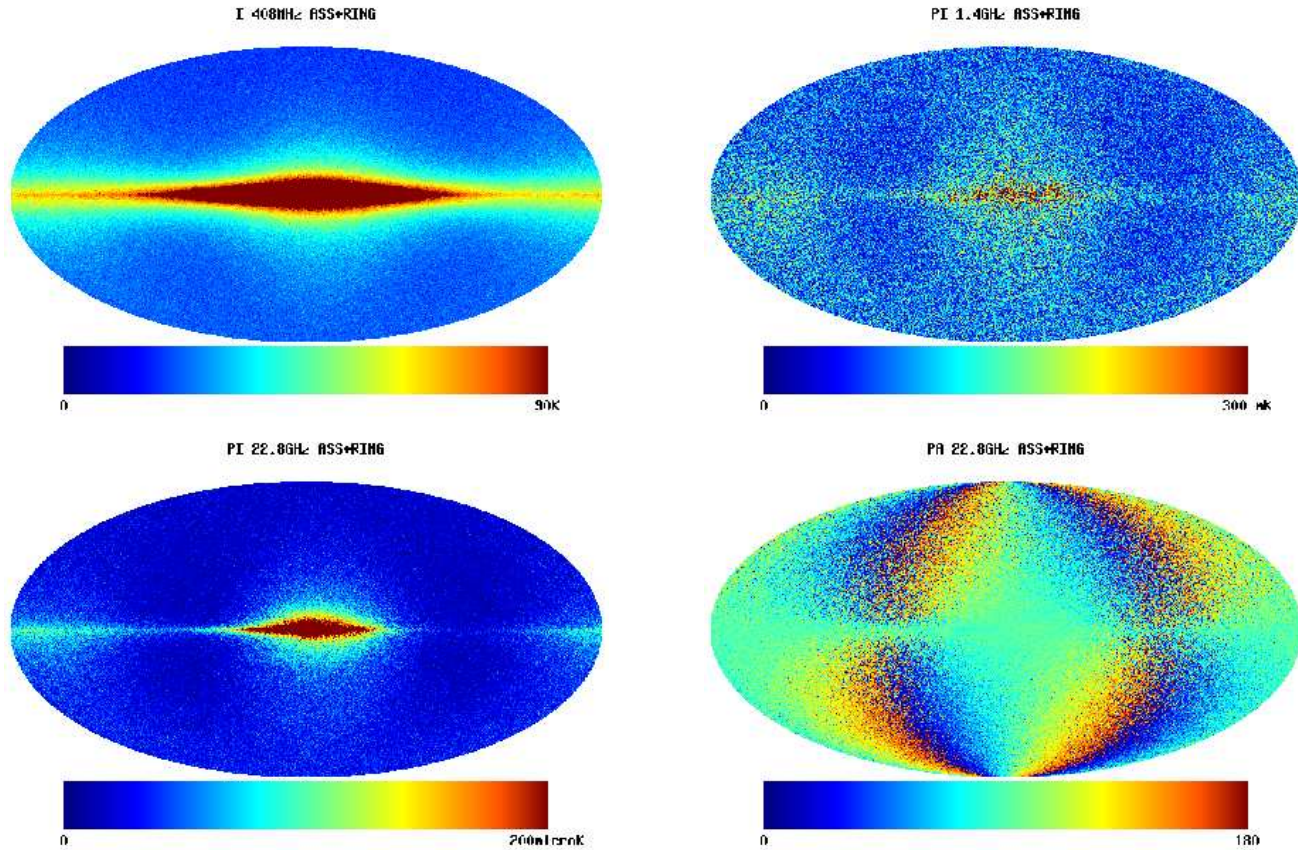 I 408MHz ASS+RING
PI 1.4GHz ASS+RING
0 90K
0 300 mK
PI 22.8GHz ASS+RING
PA 22.8GHz ASS+RING
0 200microK
0 180